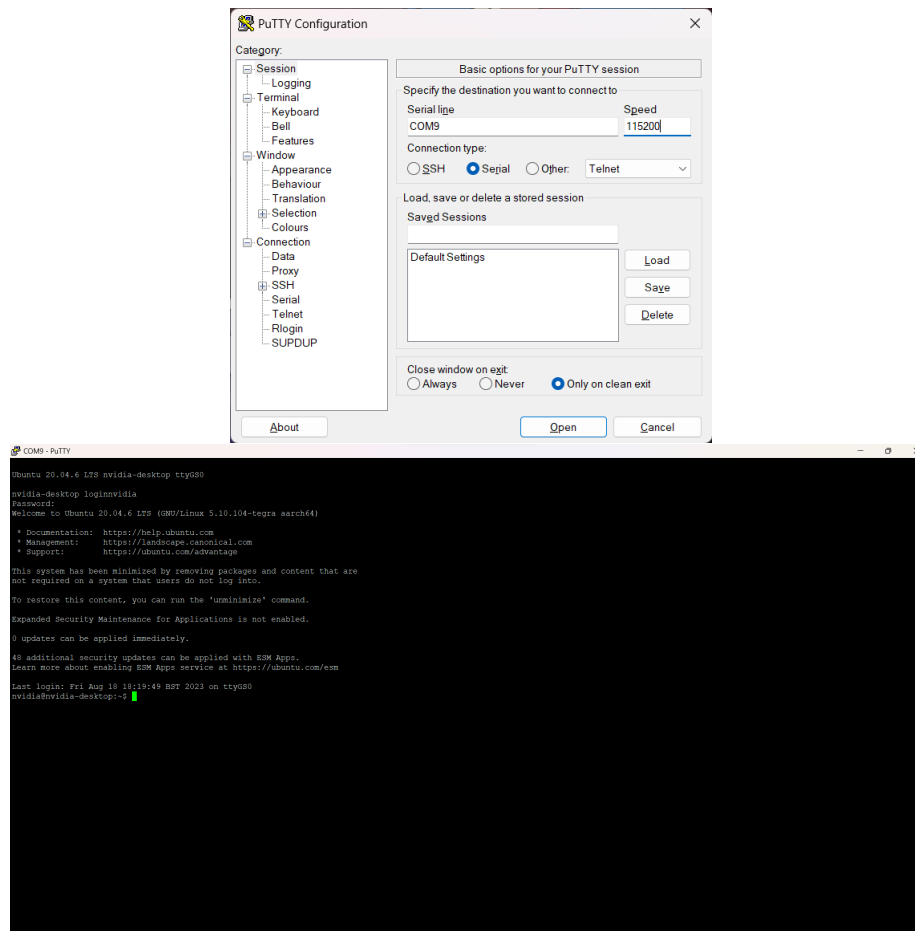 PuTTY Configuration
Category:
Session
Logging
Terminal
Keyboard
Bell
Features
Window
Appearance
Behaviour
Translation
Selection
Colours
Connection
Data
Proxy
SSH
Serial
Telnet
Rlogin
SUPDUP
Basic options for your PuTTY session
Specify the destination you want to connect to
Serial line Speed
COM9 115200
Connection type:
SSH Serial Other: Telnet
Load, save or delete a stored session
Saved Sessions
Default Settings
Load
Save
Delete
Close window on exit:
Always Never Only on clean exit
About Open Cancel
COM9 - PuTTY
Ubuntu 20.04.6 LTS nvidia-desktop ttyGS0
nvidia-desktop loginnvidia
Password:
Welcome to Ubuntu 20.04.6 LTS (GNU/Linux 5.10.104-tegra aarch64)
* Documentation: https://help.ubuntu.com
* Management: https://landscape.canonical.com
* Support: https://ubuntu.com/advantage
This system has been minimized by removing packages and content that are
not required on a system that users do not log into.
To restore this content, you can run the 'unminimize' command.
Expanded Security Maintenance for Applications is not enabled.
0 updates can be applied immediately.
48 additional security updates can be applied with ESM Apps.
Learn more about enabling ESM Apps service at https://ubuntu.com/esm
Last login: Fri Aug 18 18:19:49 BST 2023 on ttyGS0
nvidia@nvidia-desktop:~$